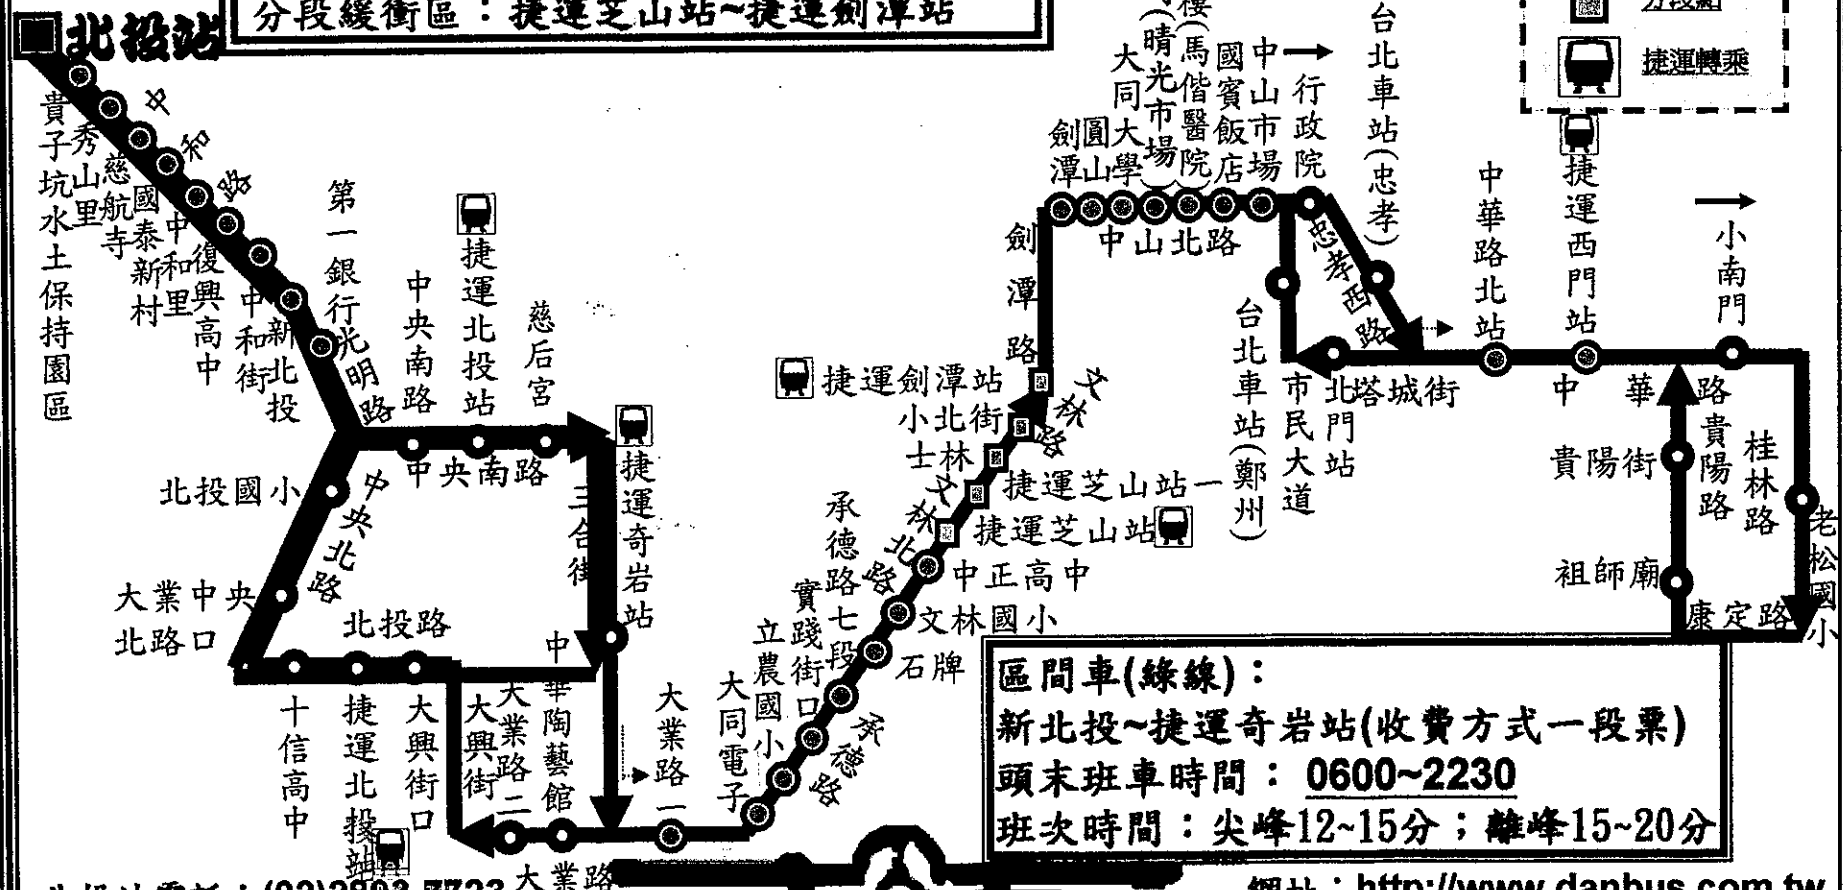 北投站
分段緩衝區：捷運芝山站~捷運劍潭站
分段點
捷運轉乘
貴子坑水土保持園區
秀山里
慈航寺
國泰新村
中和里
復興高中
中和街
新北投
中和路
第一銀行
光明路
中央南路
捷運北投站
慈后宮
中央南路
捷運奇岩站
三合街
北投國小
中央北路
大業中央
北路口
北投路
十信高中
捷運北投站
大興街口
大興街
大業路二
中華陶藝館
大業路一
大業路
大同電子
立農國小
實踐街口
承德路七段
承德路
石牌
文林國小
中正高中
文林北路
捷運芝山站
捷運芝山站一
士林
小北街
捷運劍潭站
文林路
劍潭路
劍潭
圓山
大同大學
(晴光市場)
(馬偕醫院)
國賓飯店
中山市場
行政院
中山北路
台北車站(忠孝)
忠孝西路
台北車站(鄭州)
市民大道
北門站
塔城街
中華路北站
捷運西門站
小南門
中華路
貴陽街
貴陽路
桂林路
老松國小
祖師廟
康定路
區間車(綠線)：
新北投~捷運奇岩站(收費方式一段票)
頭末班車時間：0600~2230
班次時間：尖峰12~15分；離峰15~20分
網址：http://www.danbus.com.tw